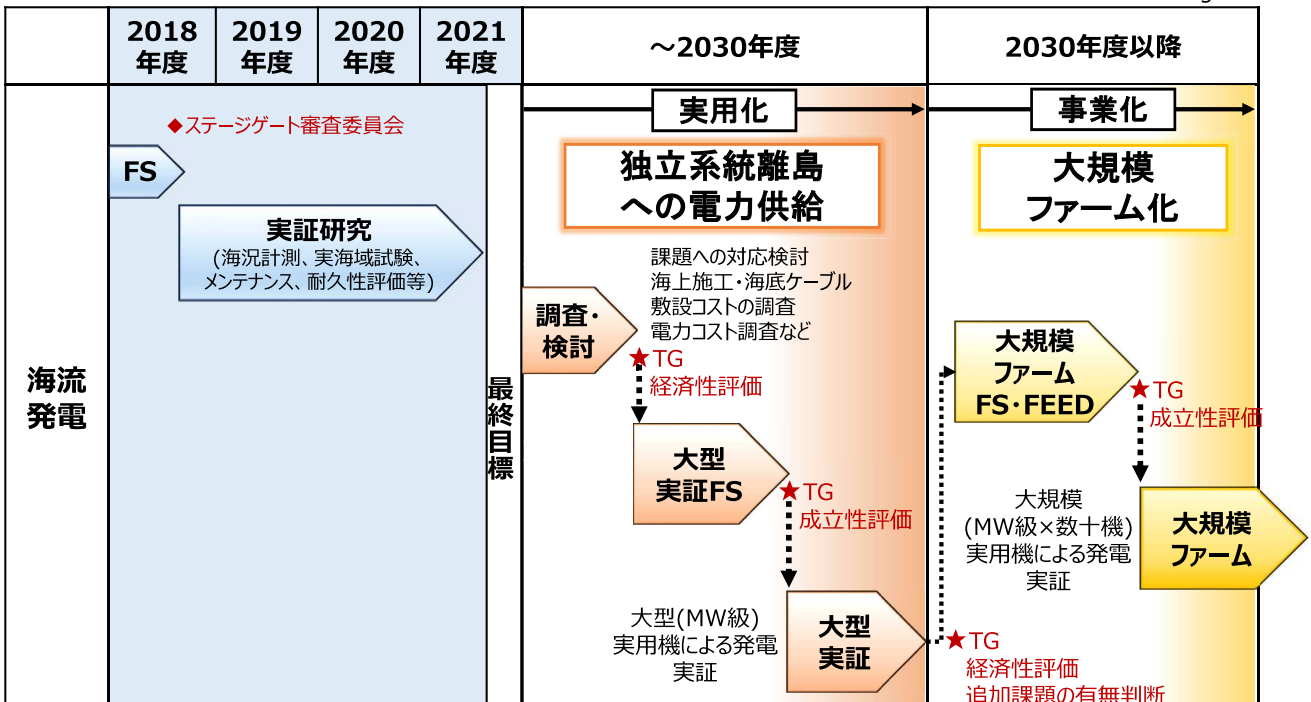 2018
年度
2019
年度
2020
年度
2021
年度
～2030年度
2030年度以降
海流
発電
◆ステージゲート審査委員会
FS
実証研究
(海況計測、実海域試験、
メンテナンス、耐久性評価等)
最終目標
実用化
独立系統離島
への電力供給
課題への対応検討
海上施工・海底ケーブル
敷設コストの調査
電力コスト調査など
調査・
検討
★TG
経済性評価
大型
実証FS
★TG
成立性評価
大型(MW級)
実用機による発電
実証
大型
実証
事業化
大規模
ファーム化
大規模
ファーム
FS・FEED
★TG
成立性評価
大規模
(MW級×数十機)
実用機による発電
実証
大規模
ファーム
★TG
経済性評価
追加課題の有無判断